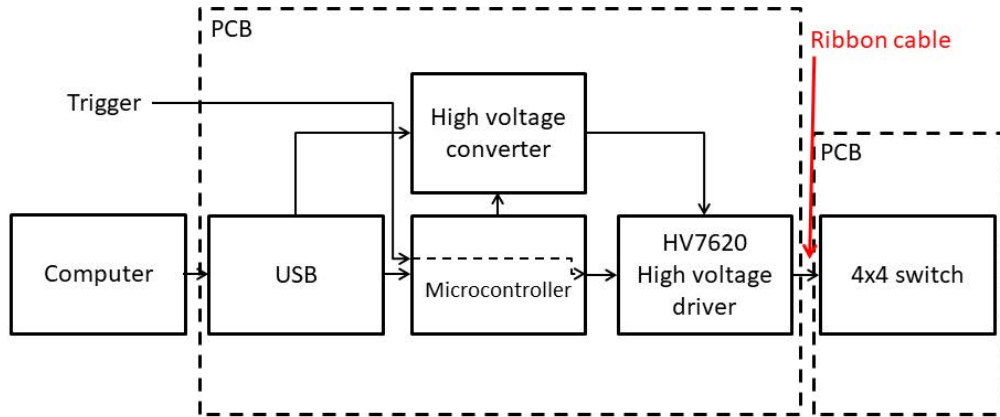 PCB
Ribbon cable
Trigger
High voltage
converter
PCB
Computer
USB
Microcontroller
HV7620
High voltage
driver
4x4 switch